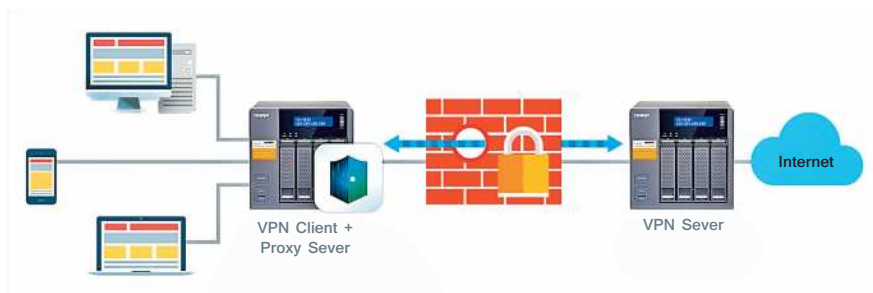 VPN Client +
Proxy Sever
VPN Sever
Internet